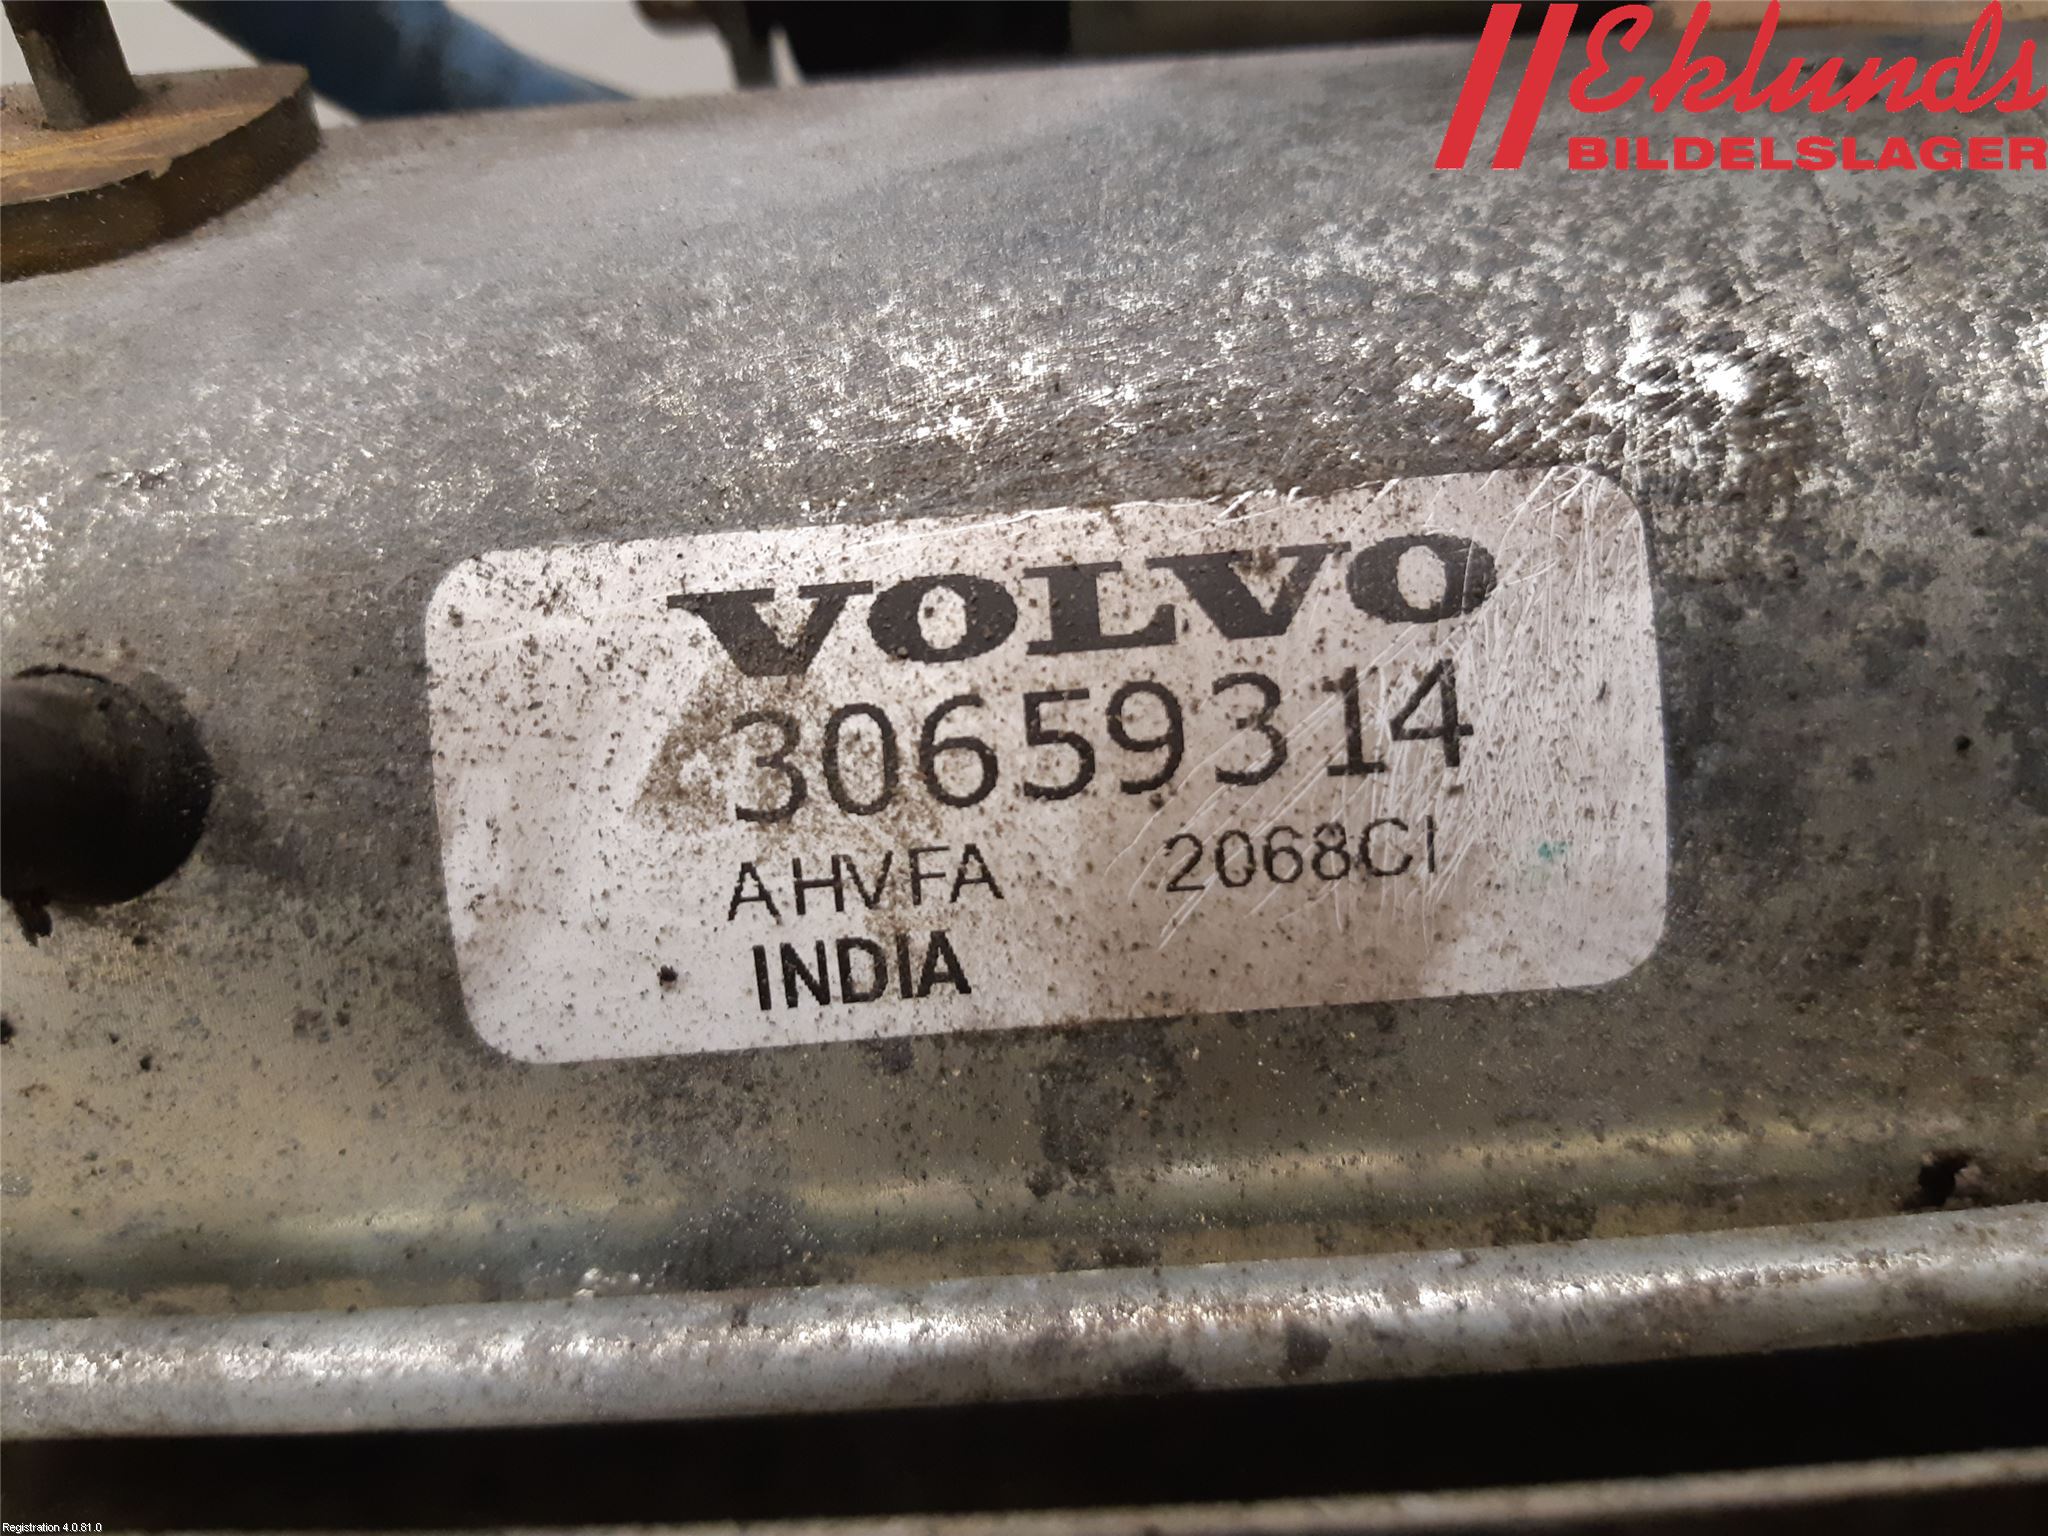 Eklunds
BILDELSLAGER
VOLVO
30659314
AHVFA 2068CI
INDIA
Registration 4.0.81.0